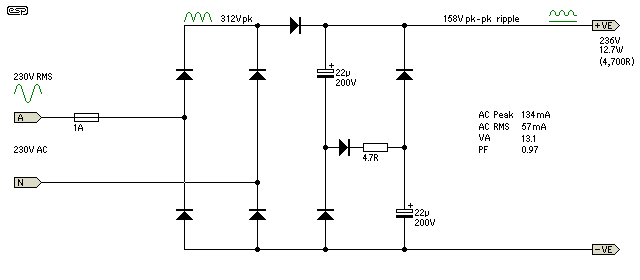 esp
312V pk
158V pk-pk ripple
+VE
236V
12.7W
(4,700R)
230V RMS
22µ
200V
A
1A
AC Peak 134mA
AC RMS 57mA
VA 13.1
PF 0.97
230V AC
4.7R
N
22µ
200V
-VE